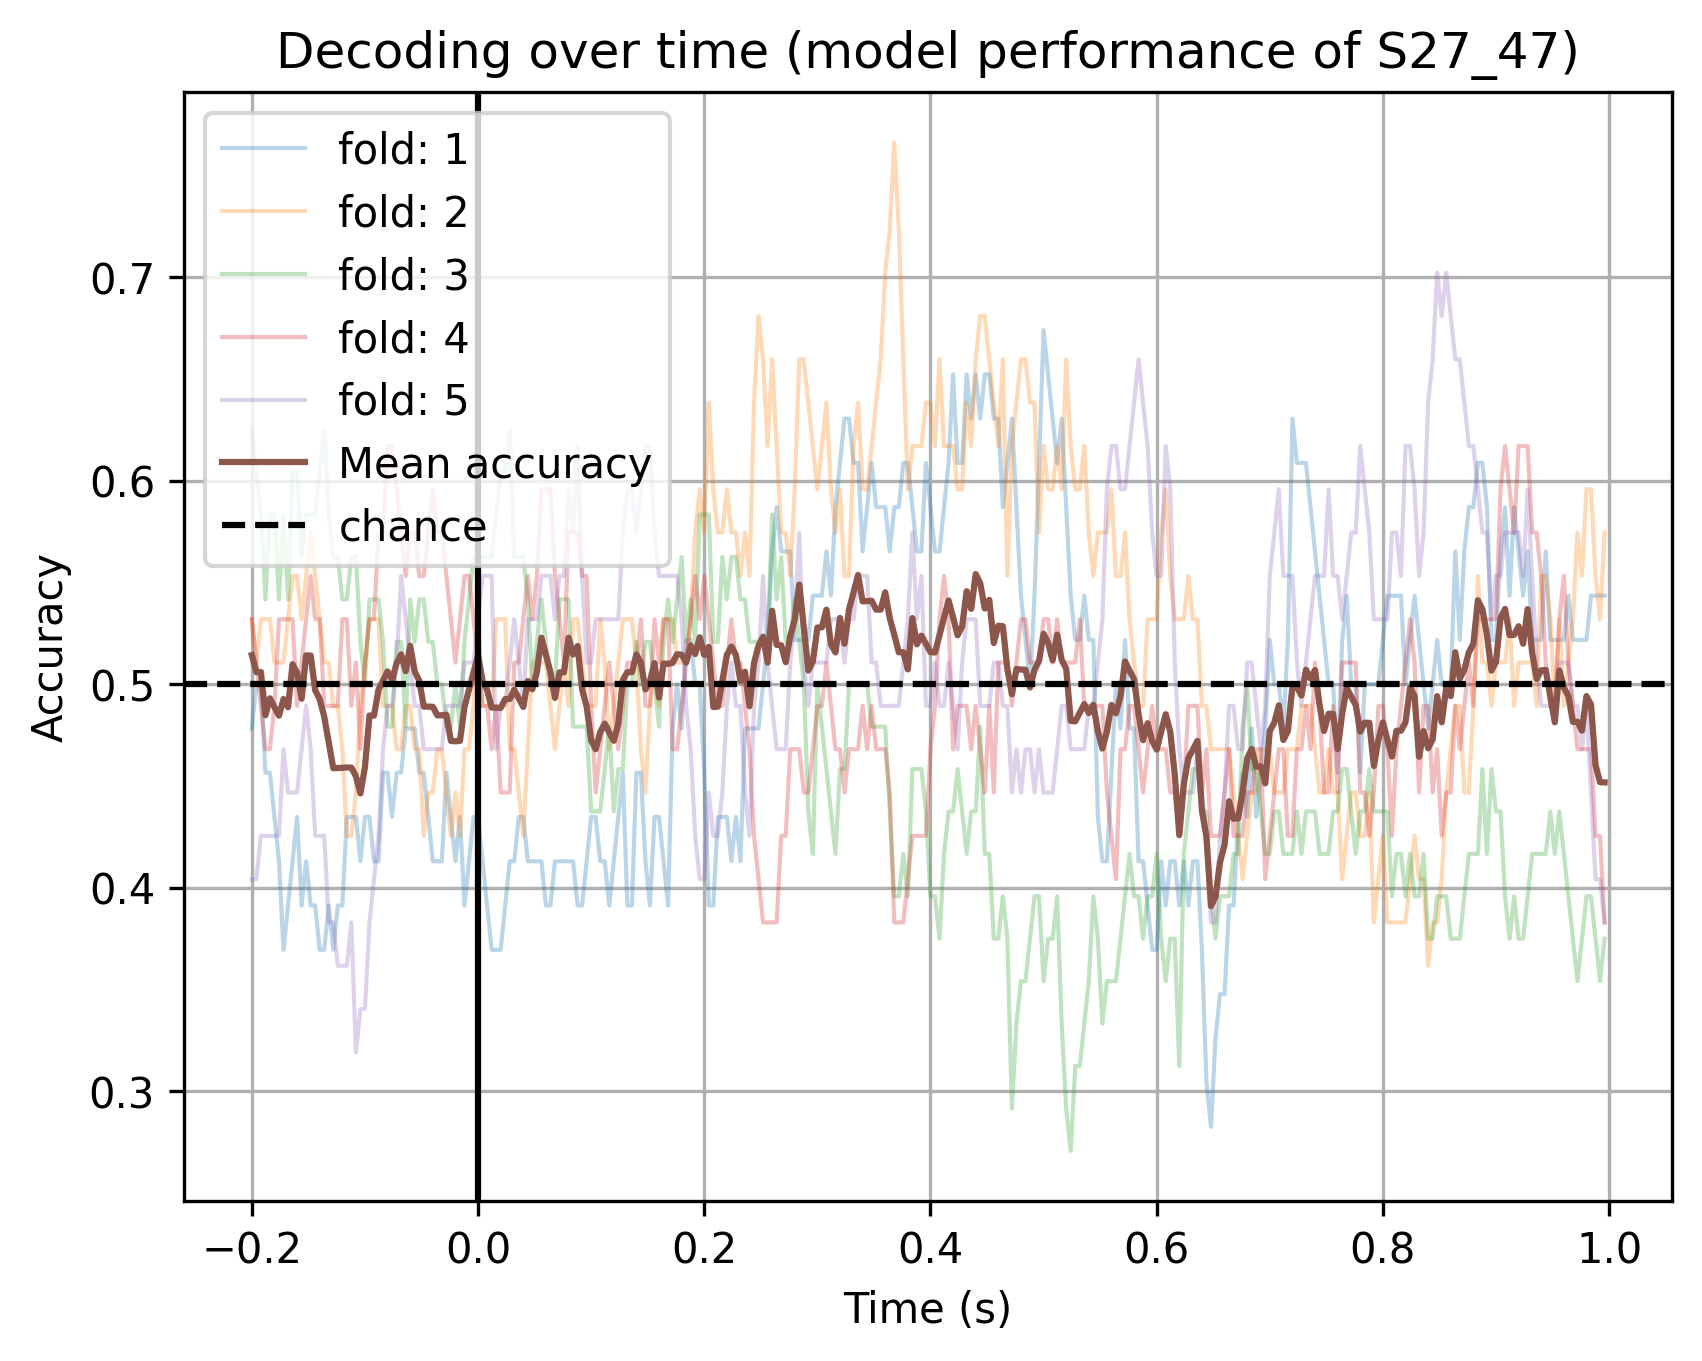 Decoding over time (model performance of S27_47)
fold: 1
fold: 2
fold: 3
fold: 4
fold: 5
Mean accuracy
chance
Accuracy
0.7
0.6
0.5
0.4
0.3
−0.2 0.0 0.2 0.4 0.6 0.8 1.0
Time (s)